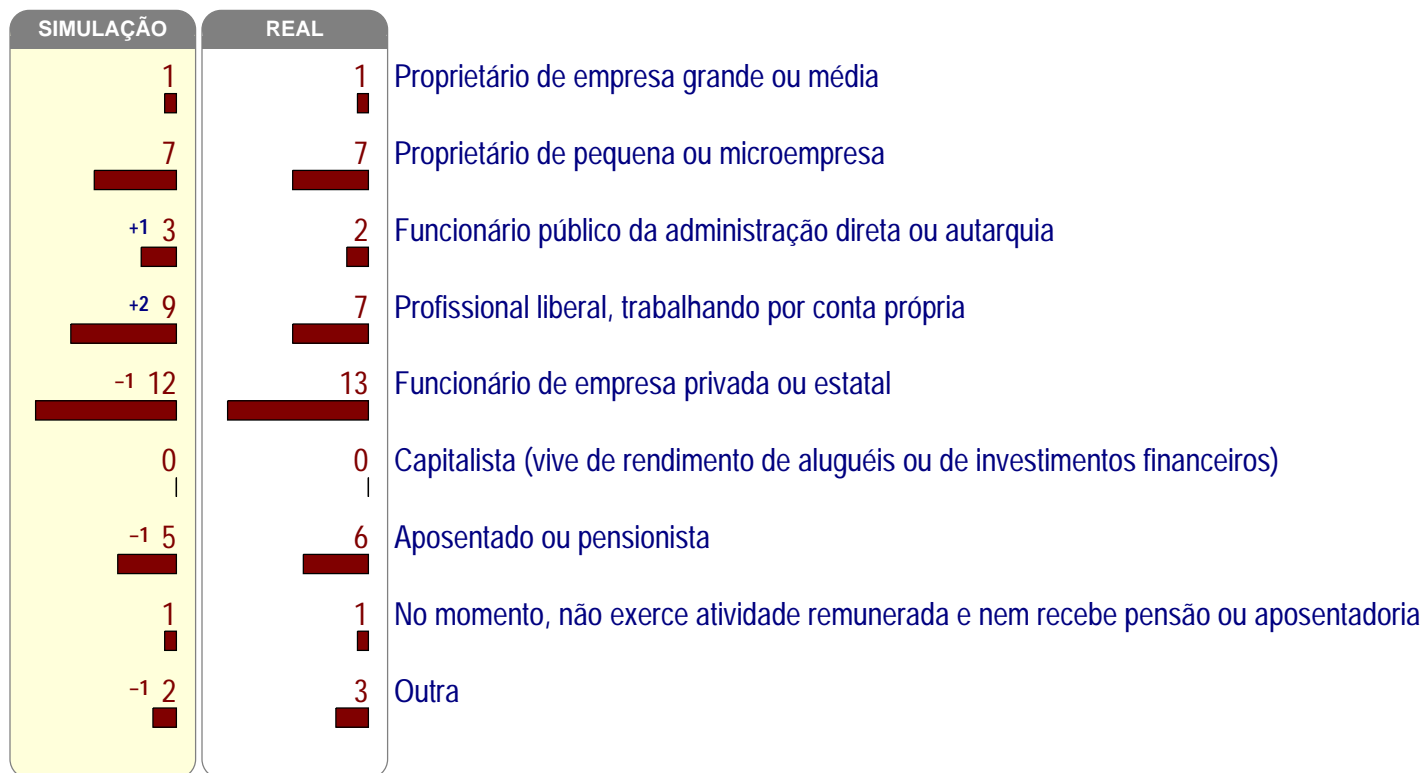 SIMULAÇÃO REAL
1 1 Proprietário de empresa grande ou média
7 7 Proprietário de pequena ou microempresa
+1 3 2 Funcionário público da administração direta ou autarquia
+2 9 7 Profissional liberal, trabalhando por conta própria
−1 12 13 Funcionário de empresa privada ou estatal
0 0 Capitalista (vive de rendimento de aluguéis ou de investimentos financeiros)
−1 5 6 Aposentado ou pensionista
1 1 No momento, não exerce atividade remunerada e nem recebe pensão ou aposentadoria
−1 2 3 Outra